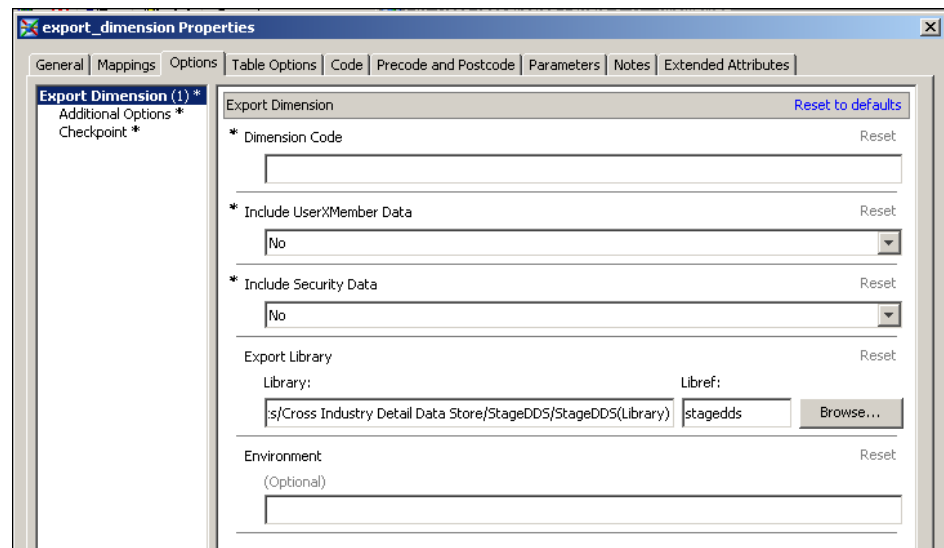 export_dimension Properties
General Mappings Options Table Options Code Precode and Postcode Parameters Notes Extended Attributes
Export Dimension (1) *
Additional Options *
Checkpoint *
Export Dimension Reset to defaults
* Dimension Code Reset
* Include UserXMember Data Reset
No
* Include Security Data Reset
No
Export Library Reset
Library: Libref:
:s/Cross Industry Detail Data Store/StageDDS/StageDDS(Library) stagedds Browse...
Environment Reset
(Optional)